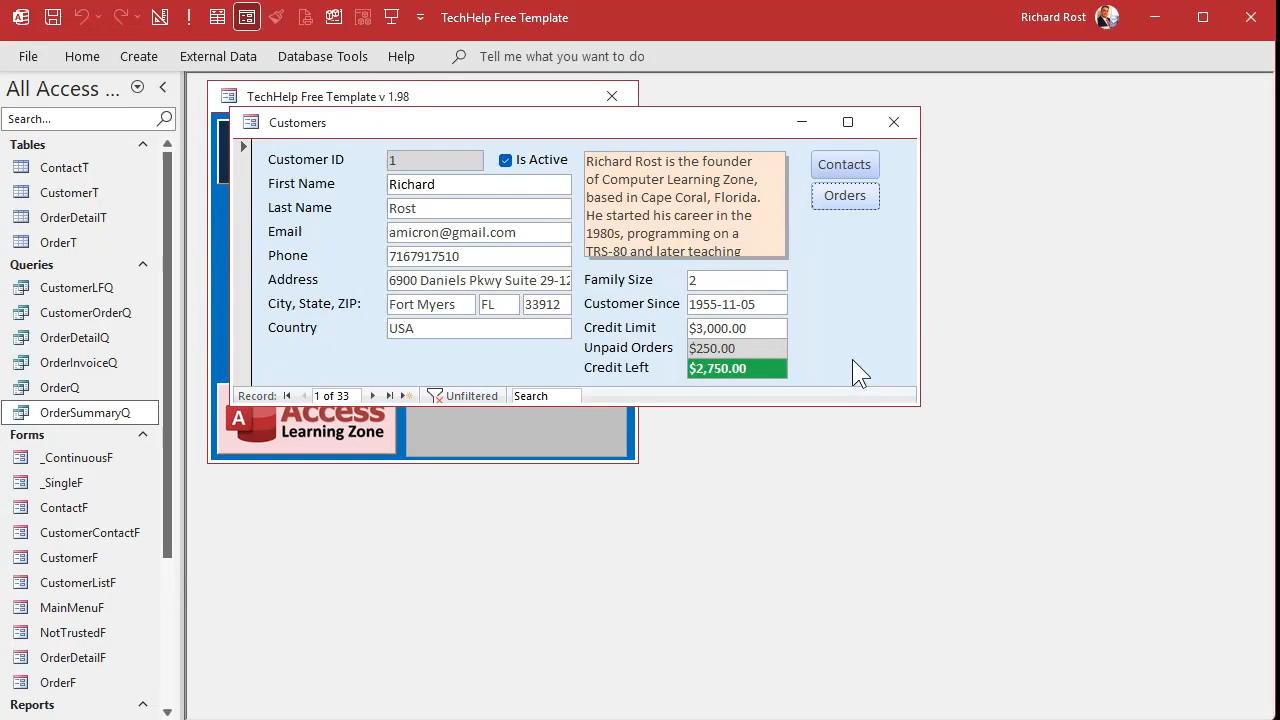 TechHelp Free Template
Richard Rost
File
Home
Create
External Data
Database Tools
Help
Tell me what you want to do
All Access ...
Search...
Tables
ContactT
CustomerT
OrderDetailT
OrderT
Queries
CustomerLFQ
CustomerOrderQ
OrderDetailQ
OrderInvoiceQ
OrderQ
OrderSummaryQ
Forms
_ContinuousF
_SingleF
ContactF
CustomerContactF
CustomerF
CustomerListF
MainMenuF
NotTrustedF
OrderDetailF
OrderF
Reports
TechHelp Free Template v 1.98
Customers
Customer ID 1
Is Active
First Name Richard
Last Name Rost
Email amicron@gmail.com
Phone 7167917510
Address 6900 Daniels Pkwy Suite 29-12
City, State, ZIP: Fort Myers FL 33912
Country USA
Richard Rost is the founder
of Computer Learning Zone,
based in Cape Coral, Florida.
He started his career in the
1980s, programming on a
TRS-80 and later teaching
Family Size 2
Customer Since 1955-11-05
Credit Limit $3,000.00
Unpaid Orders $250.00
Credit Left $2,750.00
Contacts
Orders
Record: 1 of 33 Unfiltered Search
A Access
Learning Zone